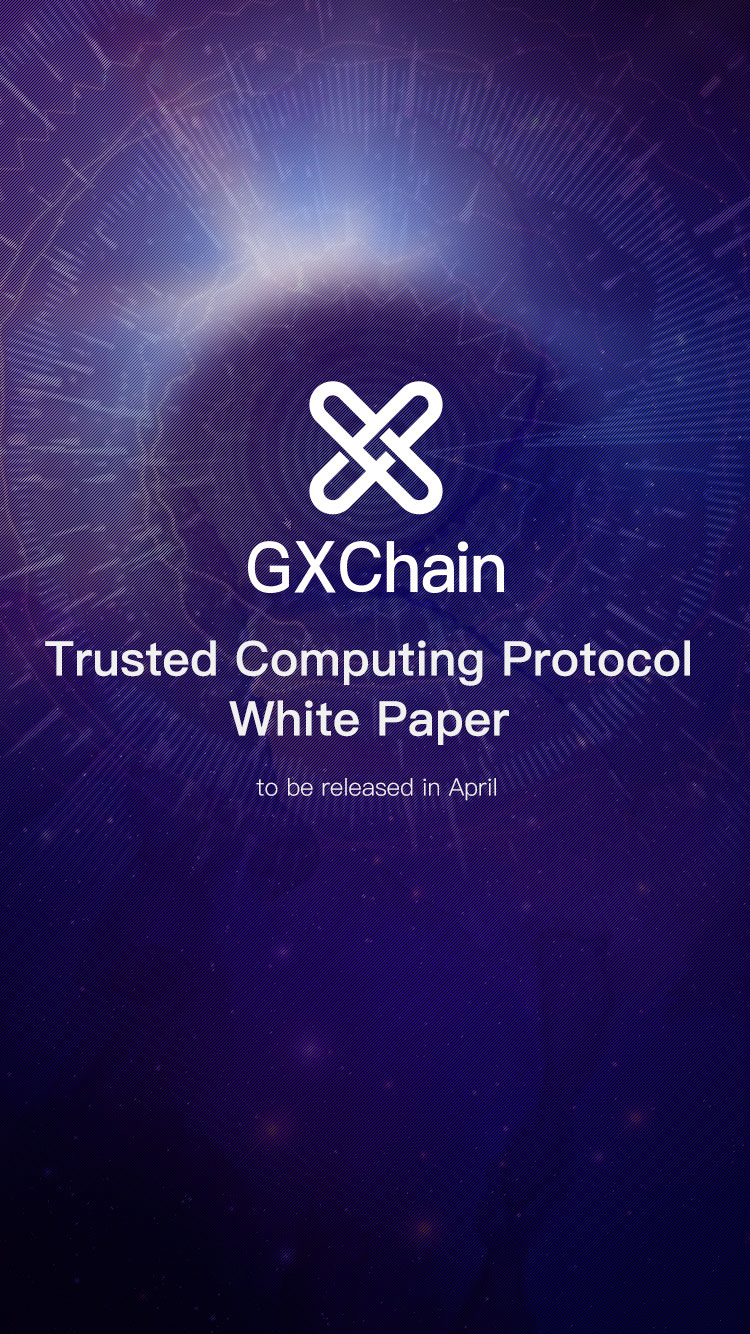 GXChain
Trusted Computing Protocol
White Paper
to be released in April